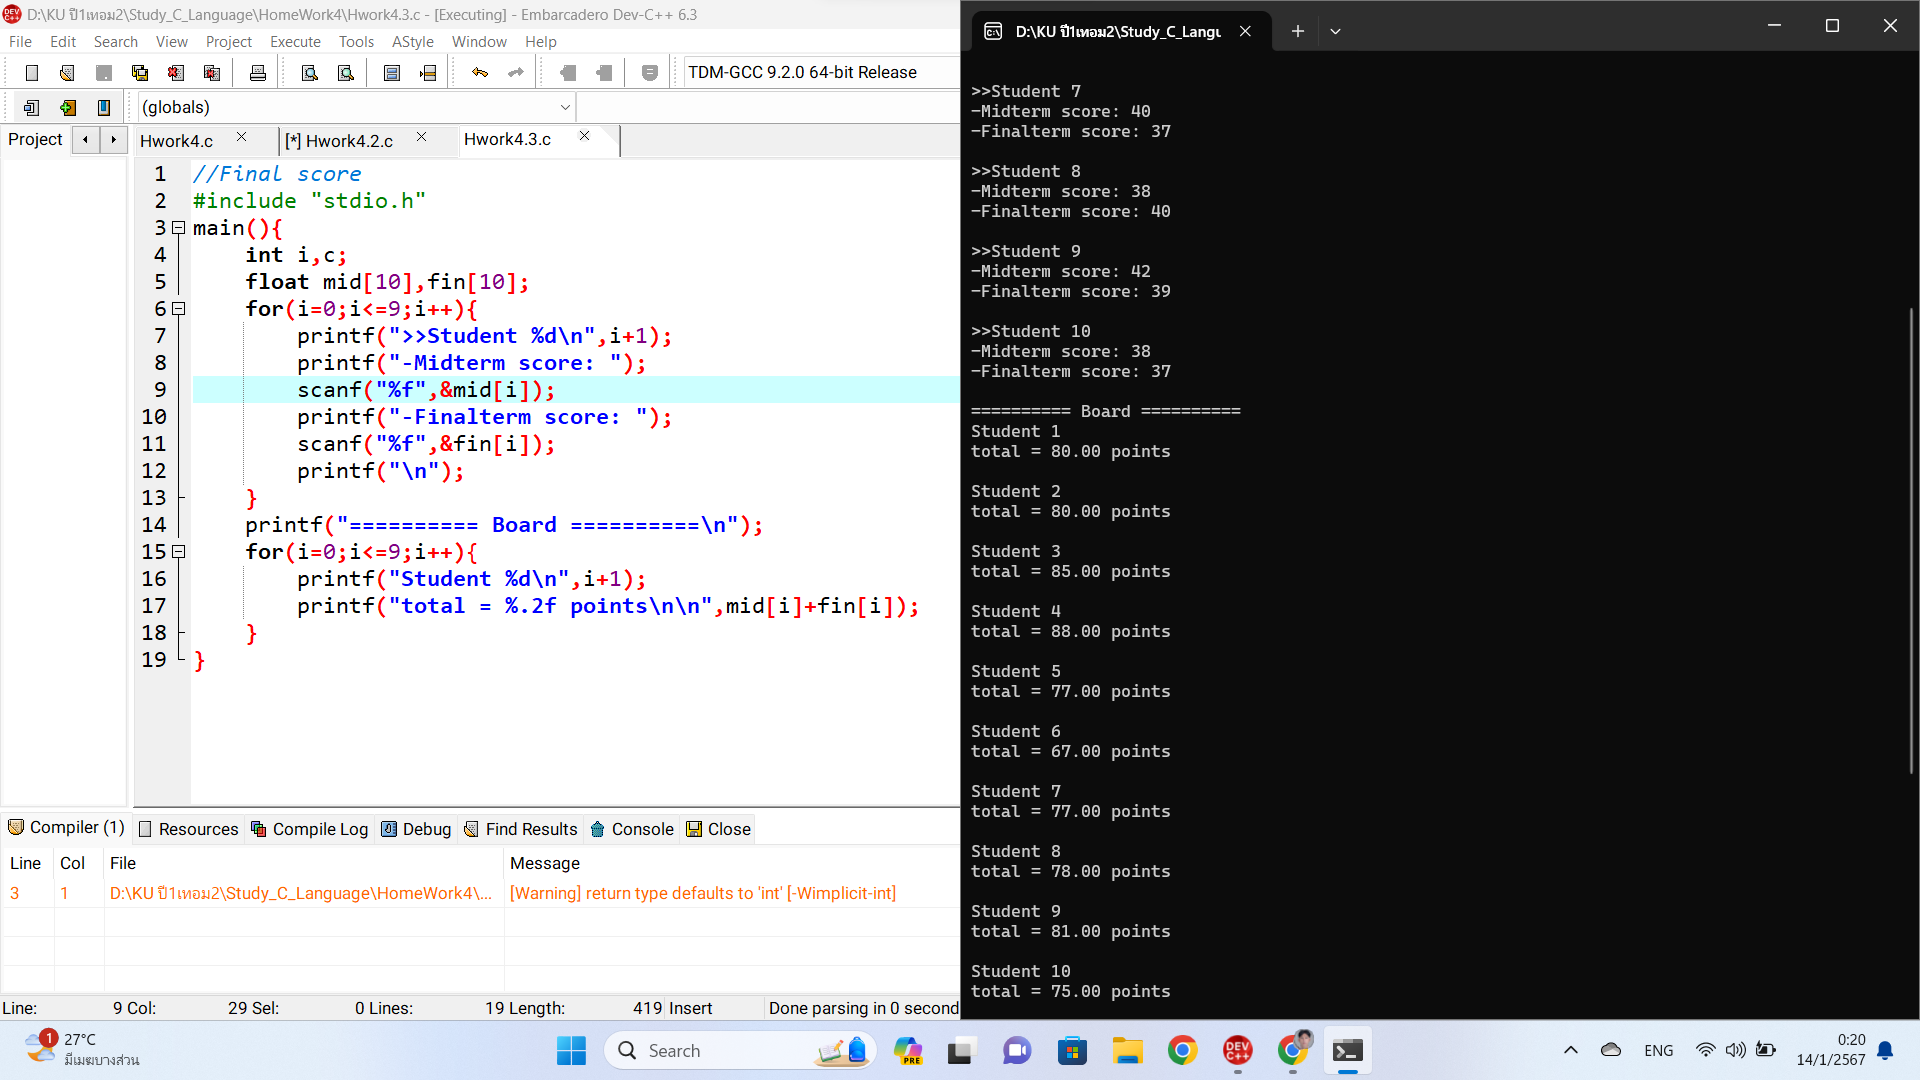 D:\KU ปี1เทอม2\Study_C_Language\HomeWork4\Hwork4.3.c - [Executing] - Embarcadero Dev-C++ 6.3
File Edit Search View Project Execute Tools AStyle Window Help
TDM-GCC 9.2.0 64-bit Release
(globals)
Project
Hwork4.c [*] Hwork4.2.c Hwork4.3.c
1 //Final score
2 #include "stdio.h"
3 main(){
4 int i,c;
5 float mid[10],fin[10];
6 for(i=0;i<=9;i++){
7 printf(">>Student %d\n",i+1);
8 printf("-Midterm score: ");
9 scanf("%f",&mid[i]);
10 printf("-Finalterm score: ");
11 scanf("%f",&fin[i]);
12 printf("\n");
13 }
14 printf("========== Board ==========\n");
15 for(i=0;i<=9;i++){
16 printf("Student %d\n",i+1);
17 printf("total = %.2f points\n\n",mid[i]+fin[i]);
18 }
19 }
Compiler (1) Resources Compile Log Debug Find Results Console Close
Line Col File Message
3 1 D:\KU ปี1เทอม2\Study_C_Language\HomeWork4\... [Warning] return type defaults to 'int' [-Wimplicit-int]
Line: 9 Col: 29 Sel: 0 Lines: 19 Length: 419 Insert Done parsing in 0 second
D:\KU ปี1เทอม2\Study_C_Langu
>>Student 7
-Midterm score: 40
-Finalterm score: 37
>>Student 8
-Midterm score: 38
-Finalterm score: 40
>>Student 9
-Midterm score: 42
-Finalterm score: 39
>>Student 10
-Midterm score: 38
-Finalterm score: 37
========== Board ==========
Student 1
total = 80.00 points
Student 2
total = 80.00 points
Student 3
total = 85.00 points
Student 4
total = 88.00 points
Student 5
total = 77.00 points
Student 6
total = 67.00 points
Student 7
total = 77.00 points
Student 8
total = 78.00 points
Student 9
total = 81.00 points
Student 10
total = 75.00 points
1
27°C
มีเมฆบางส่วน
Search
PRE
DEV C++
ENG
0:20
14/1/2567